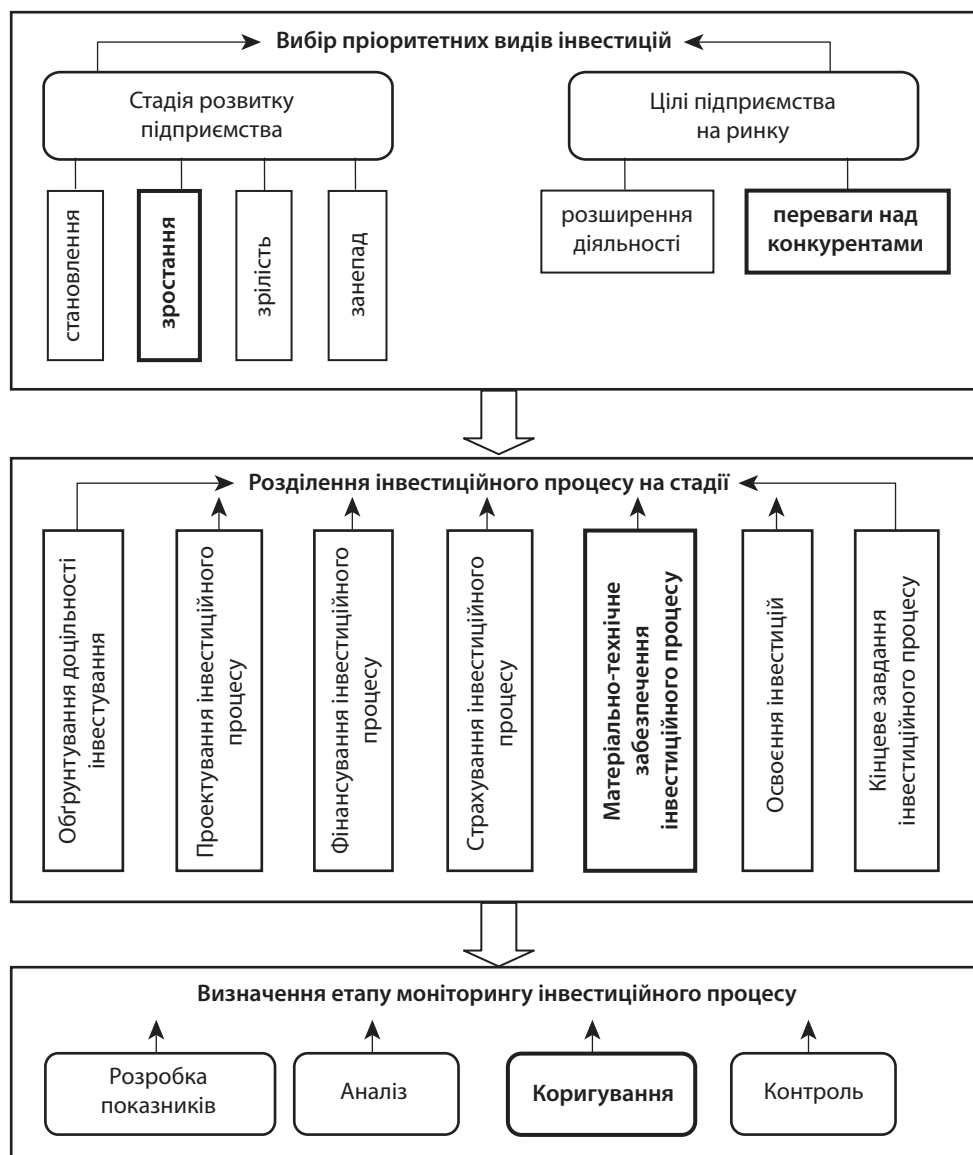 Вибір пріоритетних видів інвестицій
Стадія розвитку
підприємства
Цілі підприємства
на ринку
становлення
зростання
зрілість
занепад
розширення
діяльності
переваги над
конкурентами
Розділення інвестиційного процесу на стадії
Обґрунтування доцільності
інвестування
Проектування інвестиційного
процесу
Фінансування інвестиційного
процесу
Страхування інвестиційного
процесу
Матеріально-технічне
забезпечення
інвестиційного процесу
Освоєння інвестицій
Кінцеве завдання
інвестиційного процесу
Визначення етапу моніторингу інвестиційного процесу
Розробка
показників
Аналіз
Коригування
Контроль